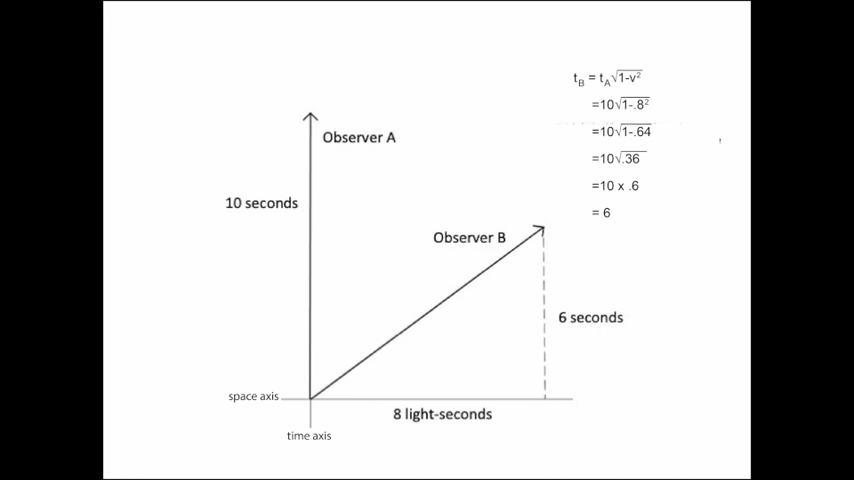 t_B = t_A√1-v²
=10√1-.8²
=10√1-.64
=10√.36
=10 x .6
= 6
Observer A
10 seconds
Observer B
6 seconds
space axis
8 light-seconds
time axis